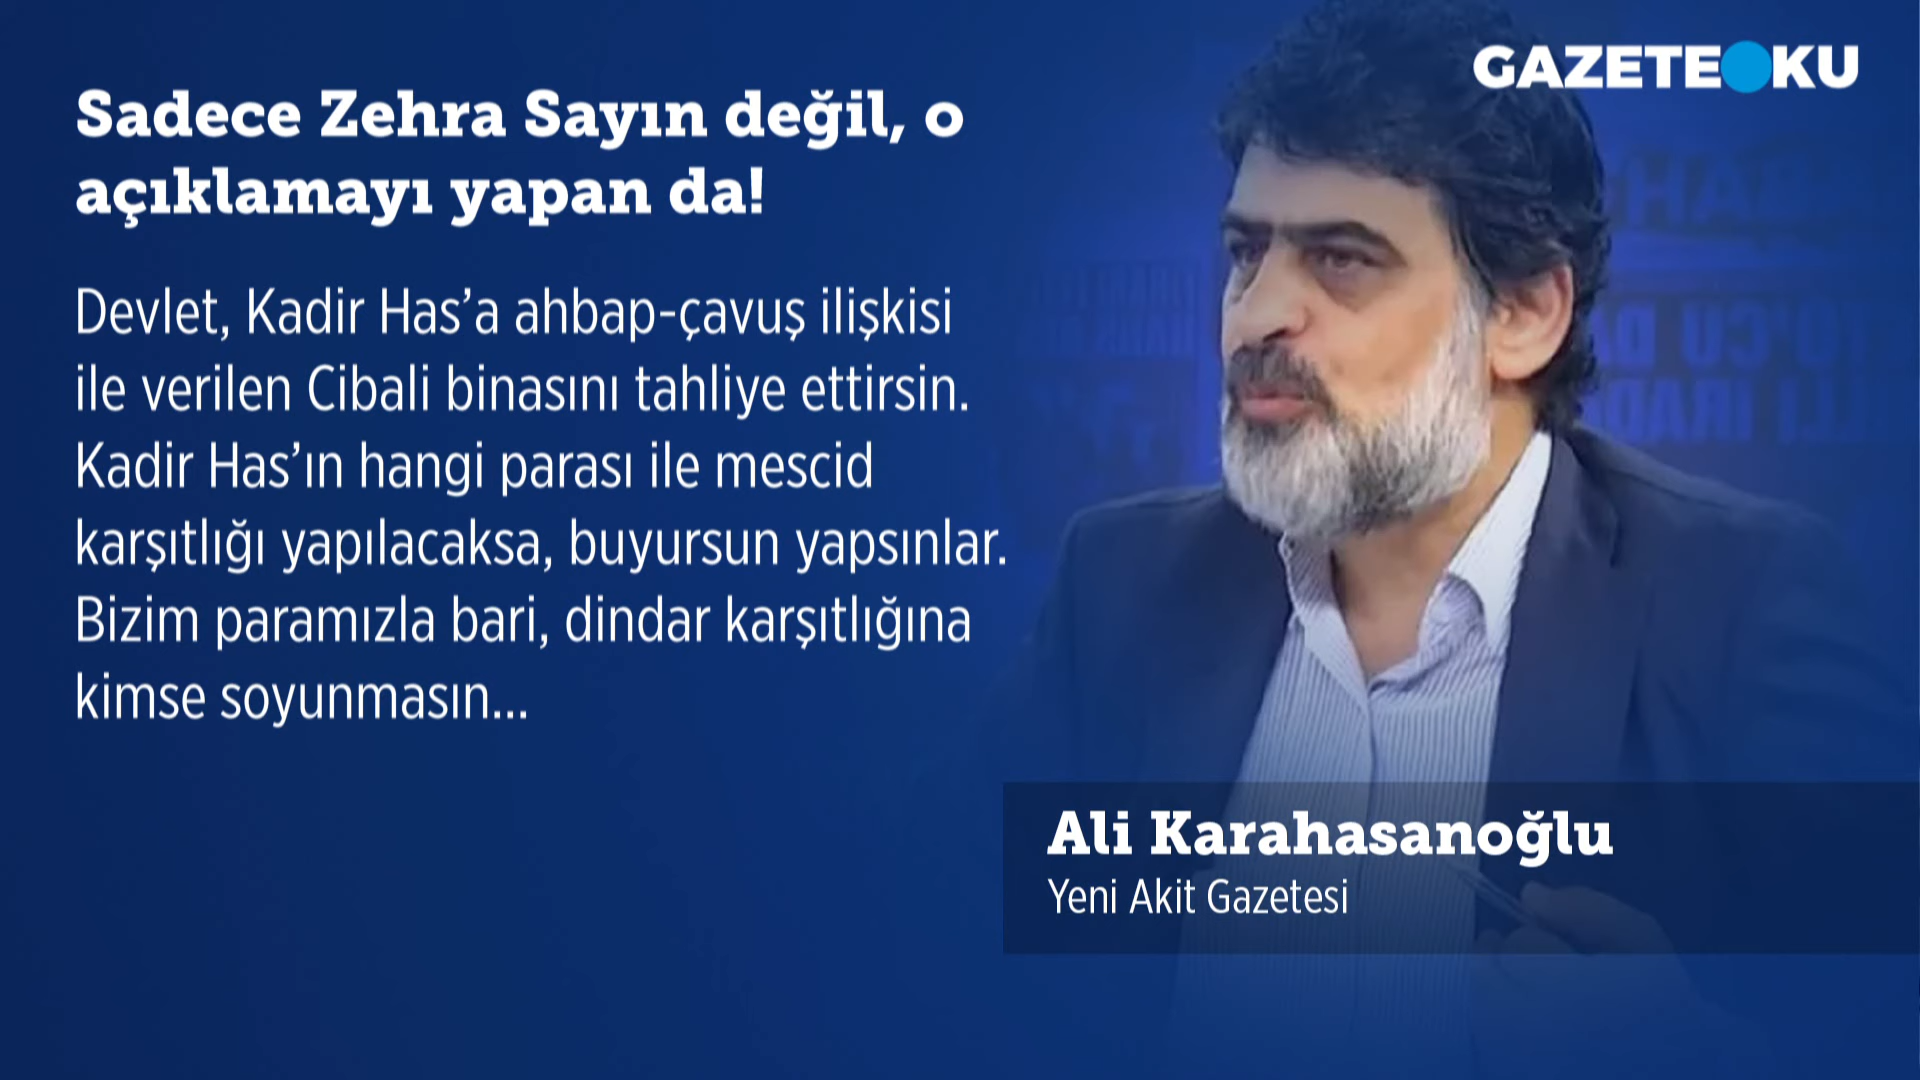 GAZETEOKU
Sadece Zehra Sayın değil, o
açıklamayı yapan da!
Devlet, Kadir Has’a ahbap-çavuş ilişkisi
ile verilen Cibali binasını tahliye ettirsin.
Kadir Has’ın hangi parası ile mescid
karşıtlığı yapılacaksa, buyursun yapsınlar.
Bizim paramızla bari, dindar karşıtlığına
kimse soyunmasın...
Ali Karahasanoğlu
Yeni Akit Gazetesi